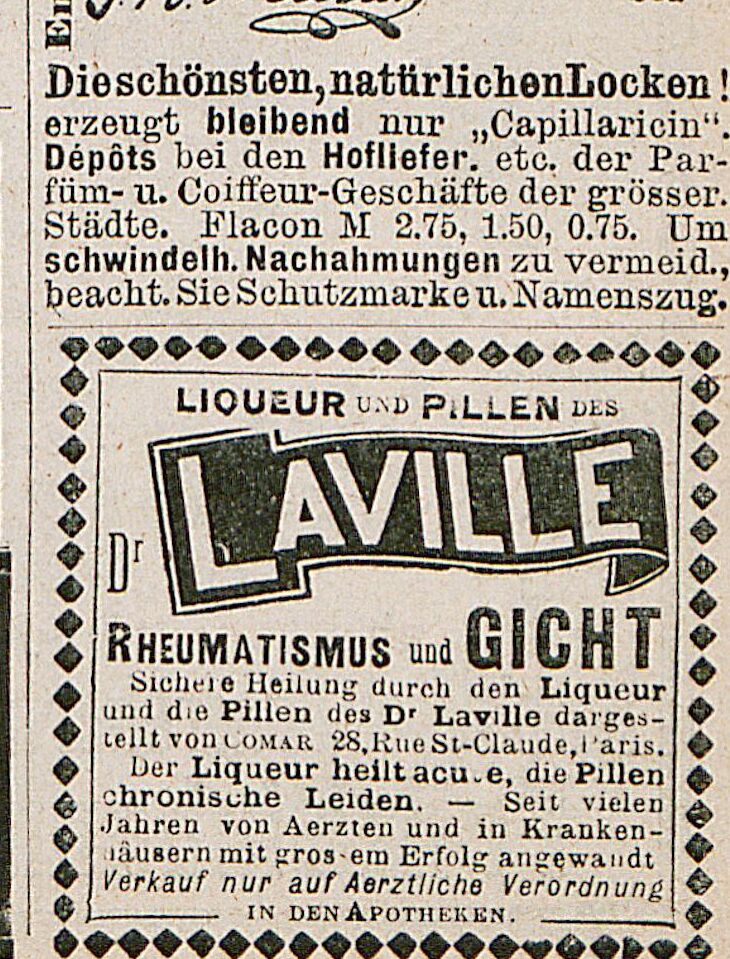 Die schönsten, natürlichen Locken!
erzeugt bleibend nur „Capillaricin“.
Dépôts bei den Hofliefer. etc. der Par-
füm- u. Coiffeur-Geschäfte der grösser.
Städte. Flacon M 2.75, 1.50, 0.75. Um
schwindelh. Nachahmungen zu vermeid.,
beacht. Sie Schutzmarke u. Namenszug.
LIQUEUR UND PILLEN DES
Dr LAVILLE
RHEUMATISMUS und GICHT
Sichere Heilung durch den Liqueur
und die Pillen des Dr Laville darges-
tellt von COMAR 28, Rue St-Claude, Paris.
Der Liqueur heilt acute, die Pillen
chronische Leiden. — Seit vielen
Jahren von Aerzten und in Kranken-
häusern mit grossem Erfolg angewandt
Verkauf nur auf Aerztliche Verordnung
IN DEN APOTHEKEN.